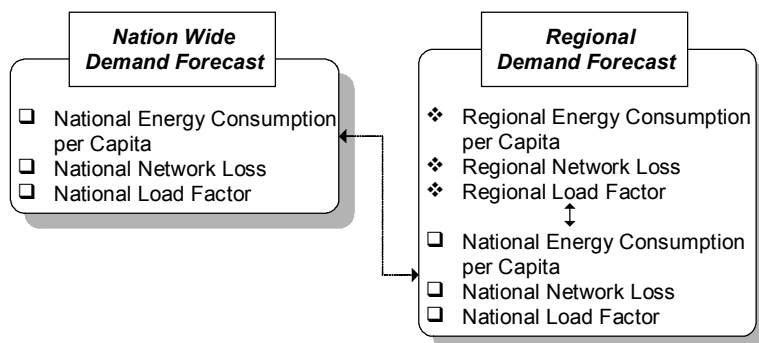 Nation Wide
Demand Forecast
❑ National Energy Consumption
per Capita
❑ National Network Loss
❑ National Load Factor
Regional
Demand Forecast
❖ Regional Energy Consumption
per Capita
❖ Regional Network Loss
❖ Regional Load Factor
❑ National Energy Consumption
per Capita
❑ National Network Loss
❑ National Load Factor